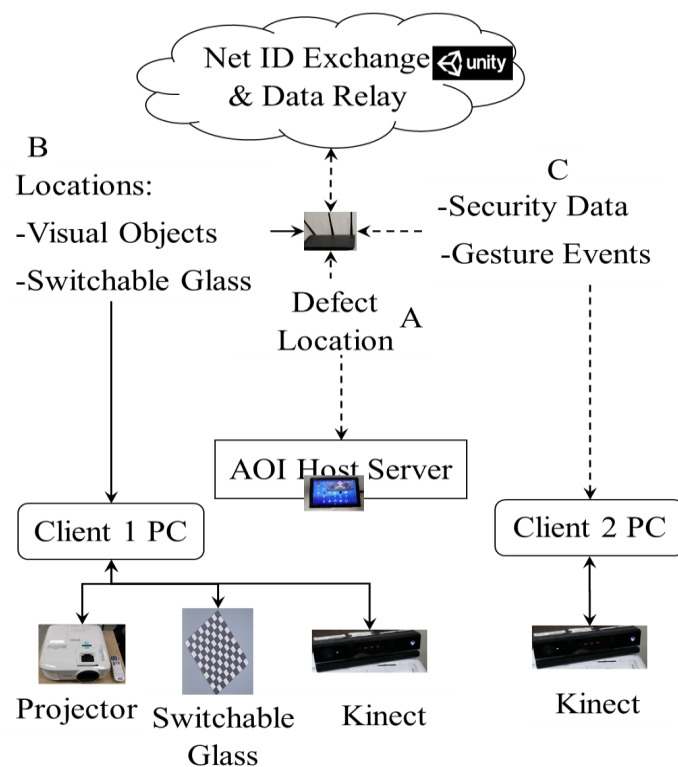 Net ID Exchange
unity
& Data Relay
B
Locations:
-Visual Objects
-Switchable Glass
C
-Security Data
-Gesture Events
Defect
Location
A
AOI Host Server
Client 1 PC
Client 2 PC
Projector
Switchable
Glass
Kinect
Kinect